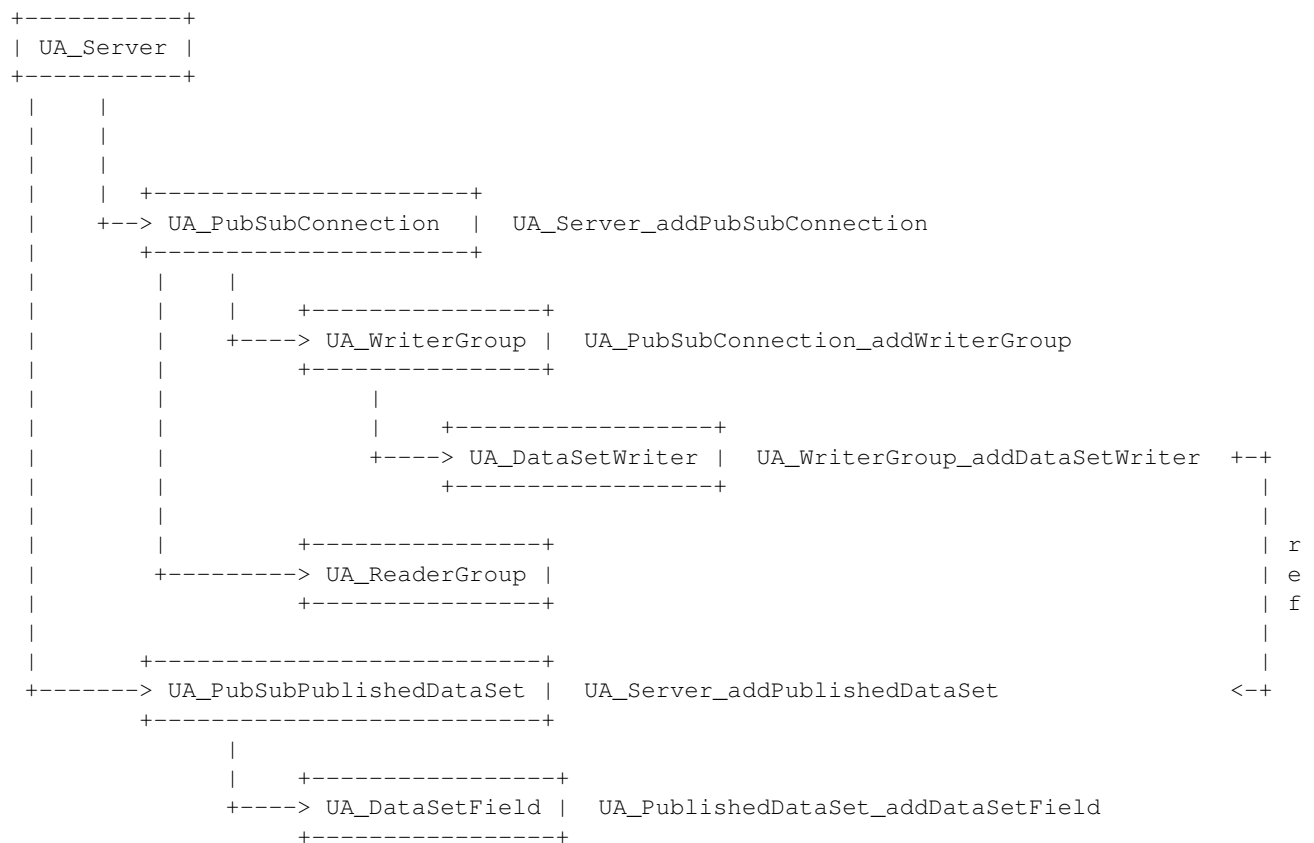 UA_Server
UA_PubSubConnection UA_Server_addPubSubConnection
UA_WriterGroup UA_PubSubConnection_addWriterGroup
UA_DataSetWriter UA_WriterGroup_addDataSetWriter
r
UA_ReaderGroup e
f
UA_PubSubPublishedDataSet UA_Server_addPublishedDataSet
UA_DataSetField UA_PublishedDataSet_addDataSetField